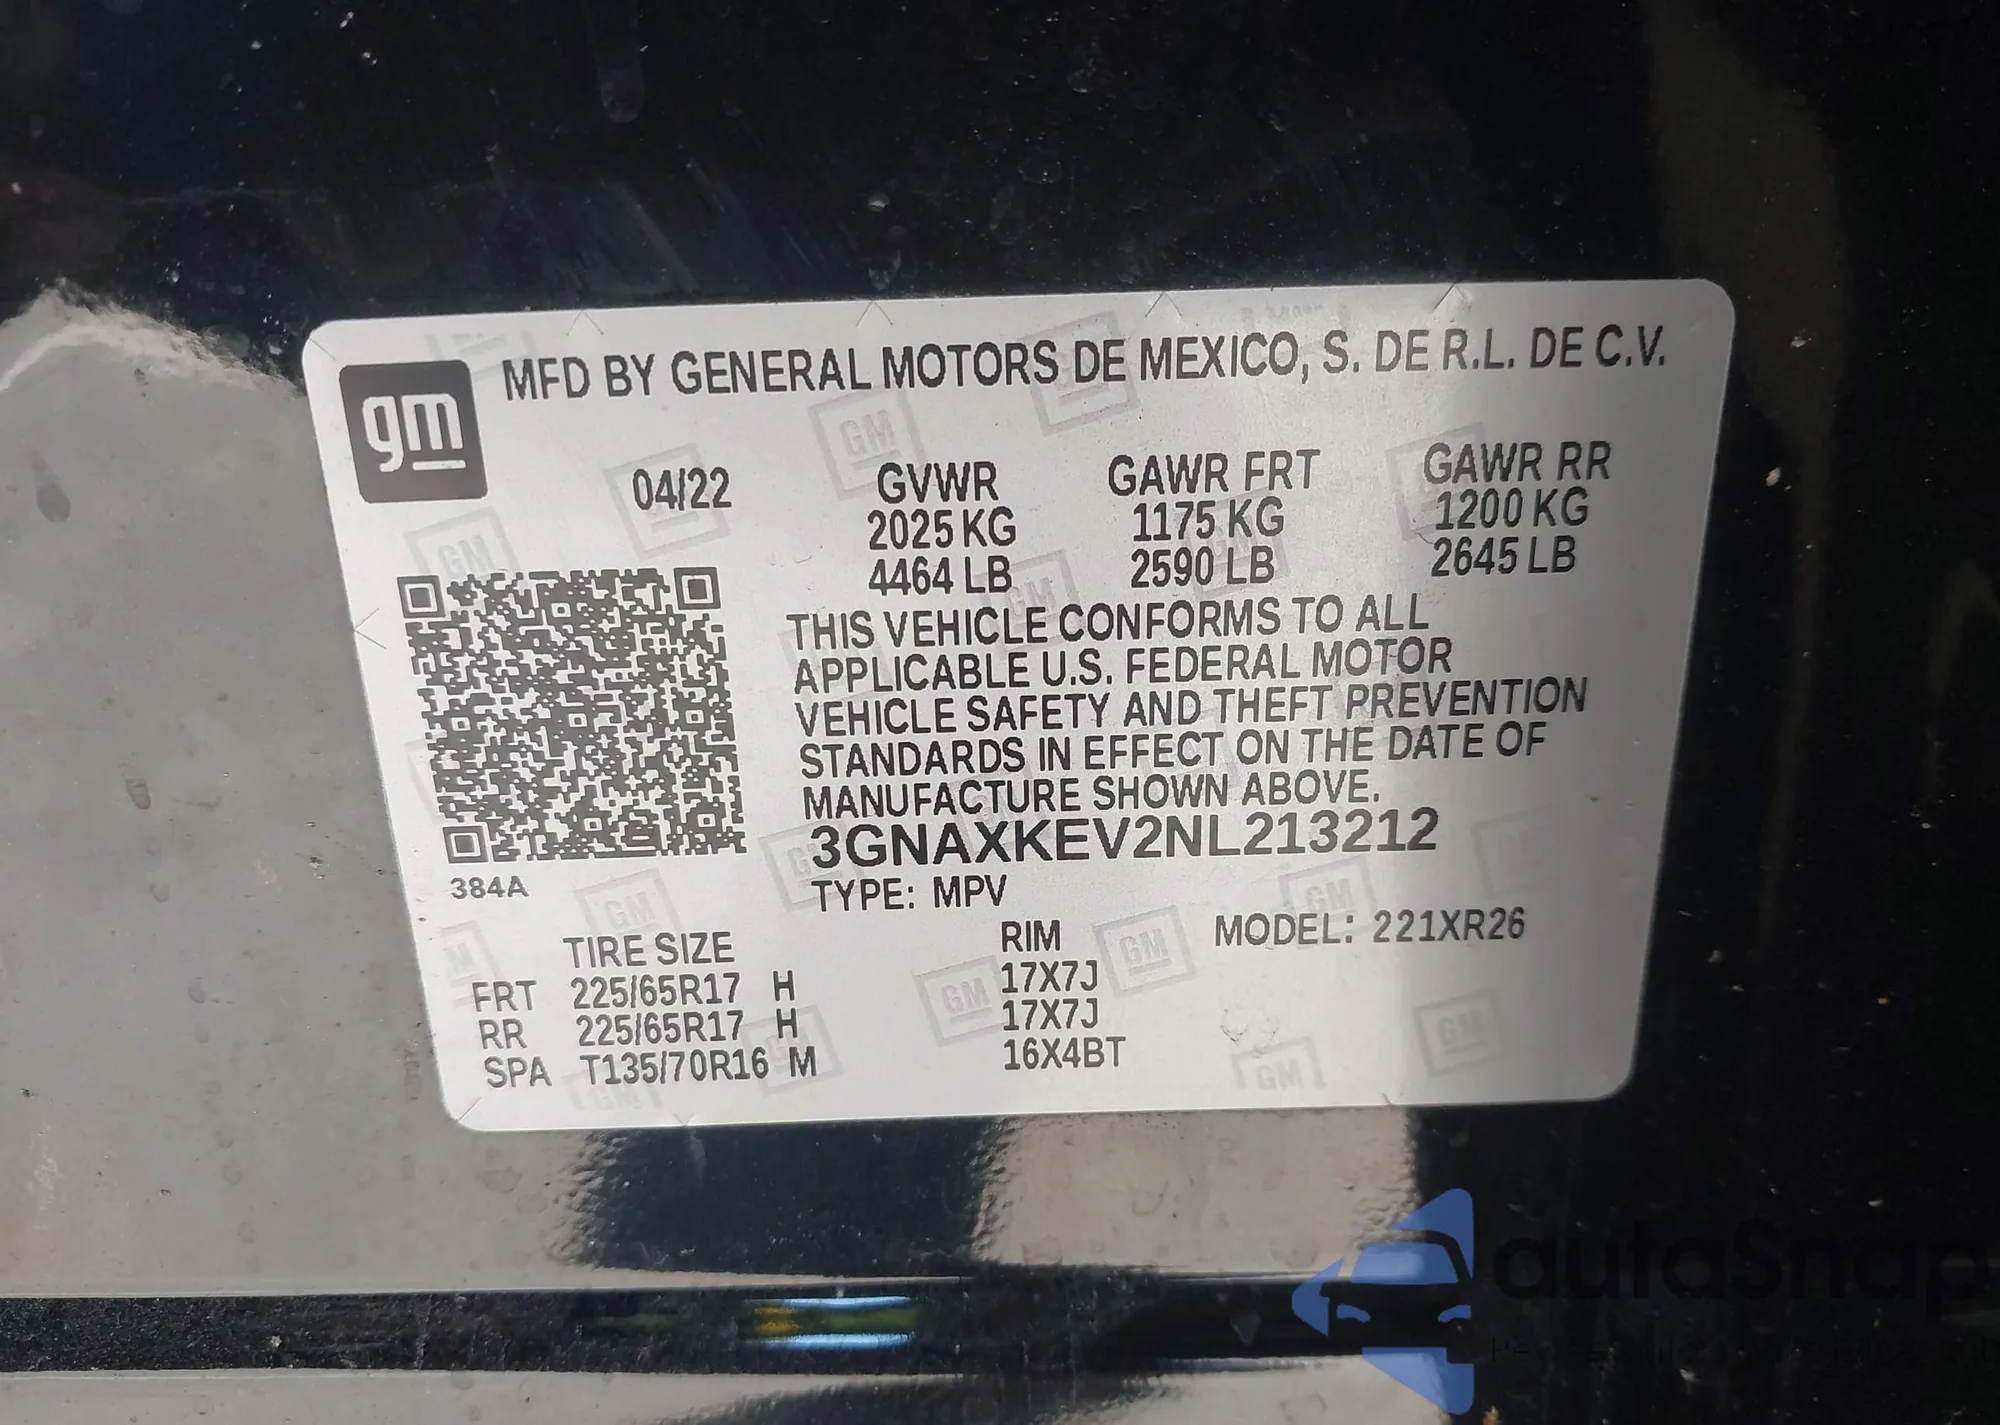 gm MFD BY GENERAL MOTORS DE MEXICO, S. DE R.L. DE C.V.
04/22 GVWR GAWR FRT GAWR RR
2025 KG 1175 KG 1200 KG
4464 LB 2590 LB 2645 LB
THIS VEHICLE CONFORMS TO ALL
APPLICABLE U.S. FEDERAL MOTOR
VEHICLE SAFETY AND THEFT PREVENTION
STANDARDS IN EFFECT ON THE DATE OF
MANUFACTURE SHOWN ABOVE.
3GNAXKEV2NL213212
384A TYPE: MPV
TIRE SIZE RIM MODEL: 221XR26
FRT 225/65R17 H 17X7J
RR 225/65R17 H 17X7J
SPA T135/70R16 M 16X4BT
autaSnap